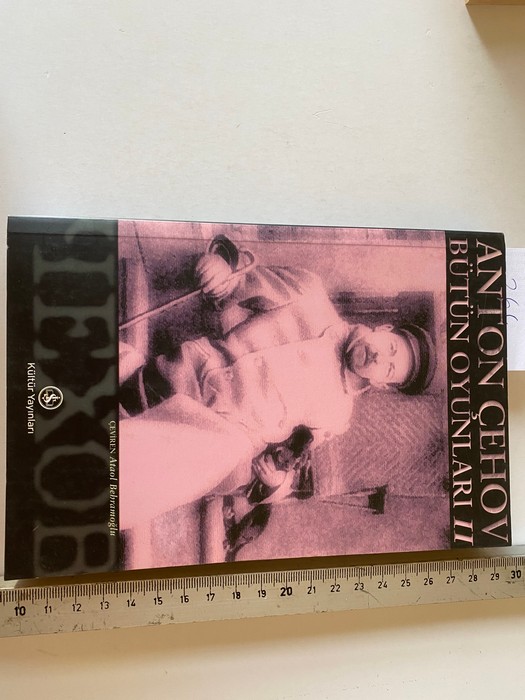 ANTON ÇEHOV
BÜTÜN OYUNLARI II
ÇEVİREN Ataol Behramoğlu
Kültür Yayınları
ЧЕХОВ
266
10 11 12 13 14 15 16 17 18 19 20 21 22 23 24 25 26 27 28 29 30